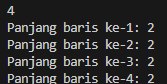 4
Panjang baris ke-1: 2
Panjang baris ke-2: 2
Panjang baris ke-3: 2
Panjang baris ke-4: 2